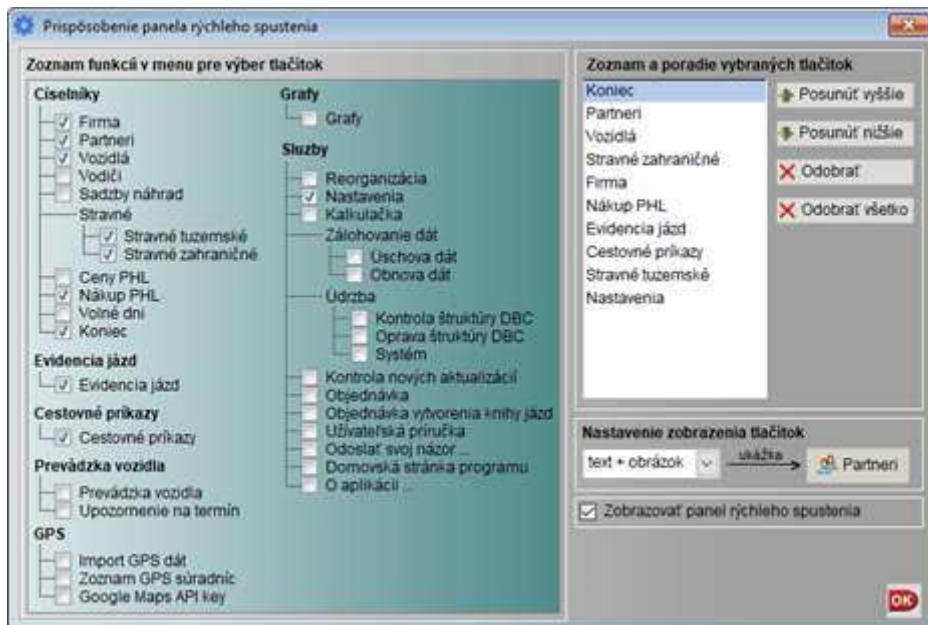 Prispôsobenie panela rýchleho spustenia
Zoznam funkcií v menu pre výber tlačítok
Číselníky
Firma
Partneri
Vozidlá
Vodiči
Sadzby náhrad
Stravné
Stravné tuzemské
Stravné zahraničné
Ceny PHL
Nákup PHL
Volné dni
Koniec
Evidencia jázd
Evidencia jázd
Cestovné príkazy
Cestovné príkazy
Prevádzka vozidla
Prevádzka vozidla
Upozornenie na termín
GPS
Import GPS dát
Zoznam GPS súradníc
Google Maps API key
Grafy
Grafy
Služby
Reorganizácia
Nastavenia
Kalkulačka
Zálohovanie dát
Úschova dát
Obnova dát
Údržba
Kontrola štruktúry DBC
Oprava štruktúry DBC
Systém
Kontrola nových aktualizácií
Objednávka
Objednávka vytvorenia knihy jázd
Užívateľská príručka
Odoslať svoj názor ...
Domovská stránka programu
O aplikácii ...
Zoznam a poradie vybraných tlačítok
Koniec
Partneri
Vozidlá
Stravné zahraničné
Firma
Nákup PHL
Evidencia jázd
Cestovné príkazy
Stravné tuzemské
Nastavenia
Posunúť vyššie
Posunúť nižšie
Odobrať
Odobrať všetko
Nastavenie zobrazenia tlačítok
text + obrázok
ukážka
Partneri
Zobrazovať panel rýchleho spustenia
OK